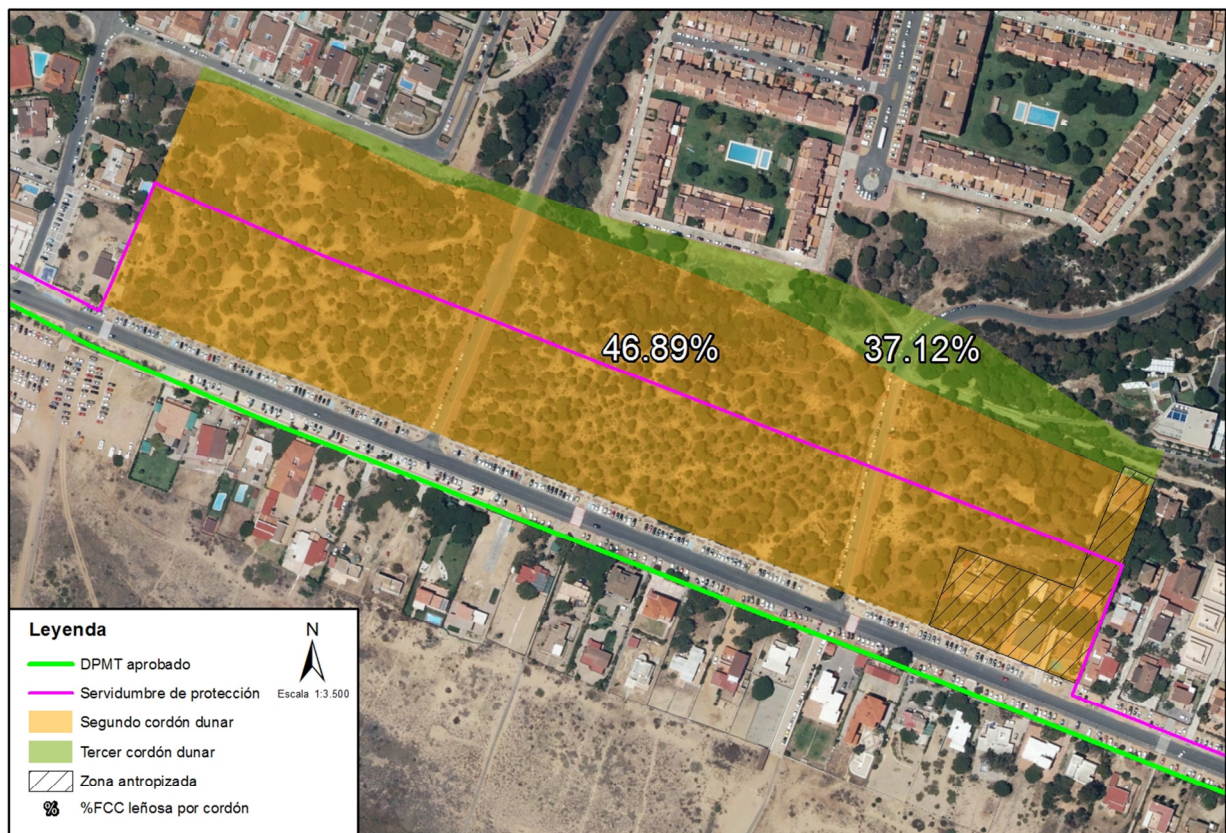 46.89%
37.12%
Leyenda
N
Escala 1:3.500
DPMT aprobado
Servidumbre de protección
Segundo cordón dunar
Tercer cordón dunar
Zona antropizada
% %FCC leñosa por cordón